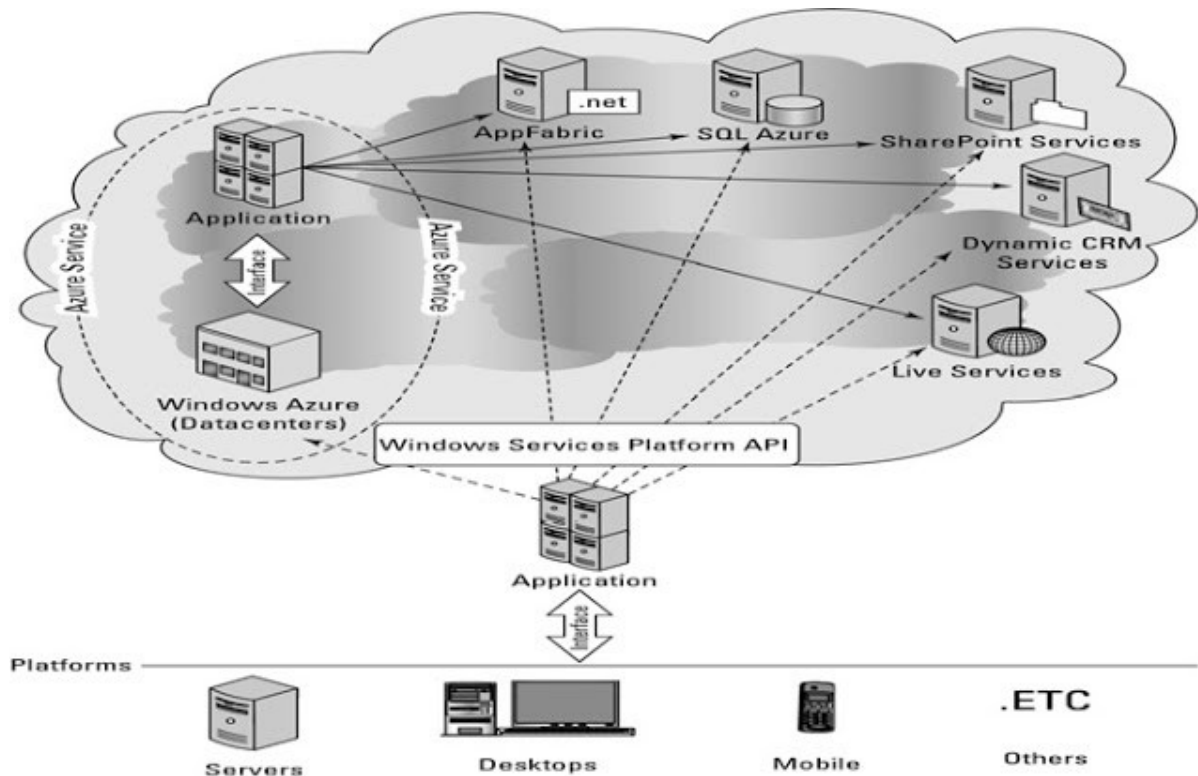 .net
AppFabric
SQL Azure
SharePoint Services
Application
Azure Service
Interface
Azure Service
Dynamic CRM
Services
Live Services
Windows Azure
(Datacenters)
Windows Services Platform API
Application
Interface
Platforms
.ETC
Servers
Desktops
Mobile
Others